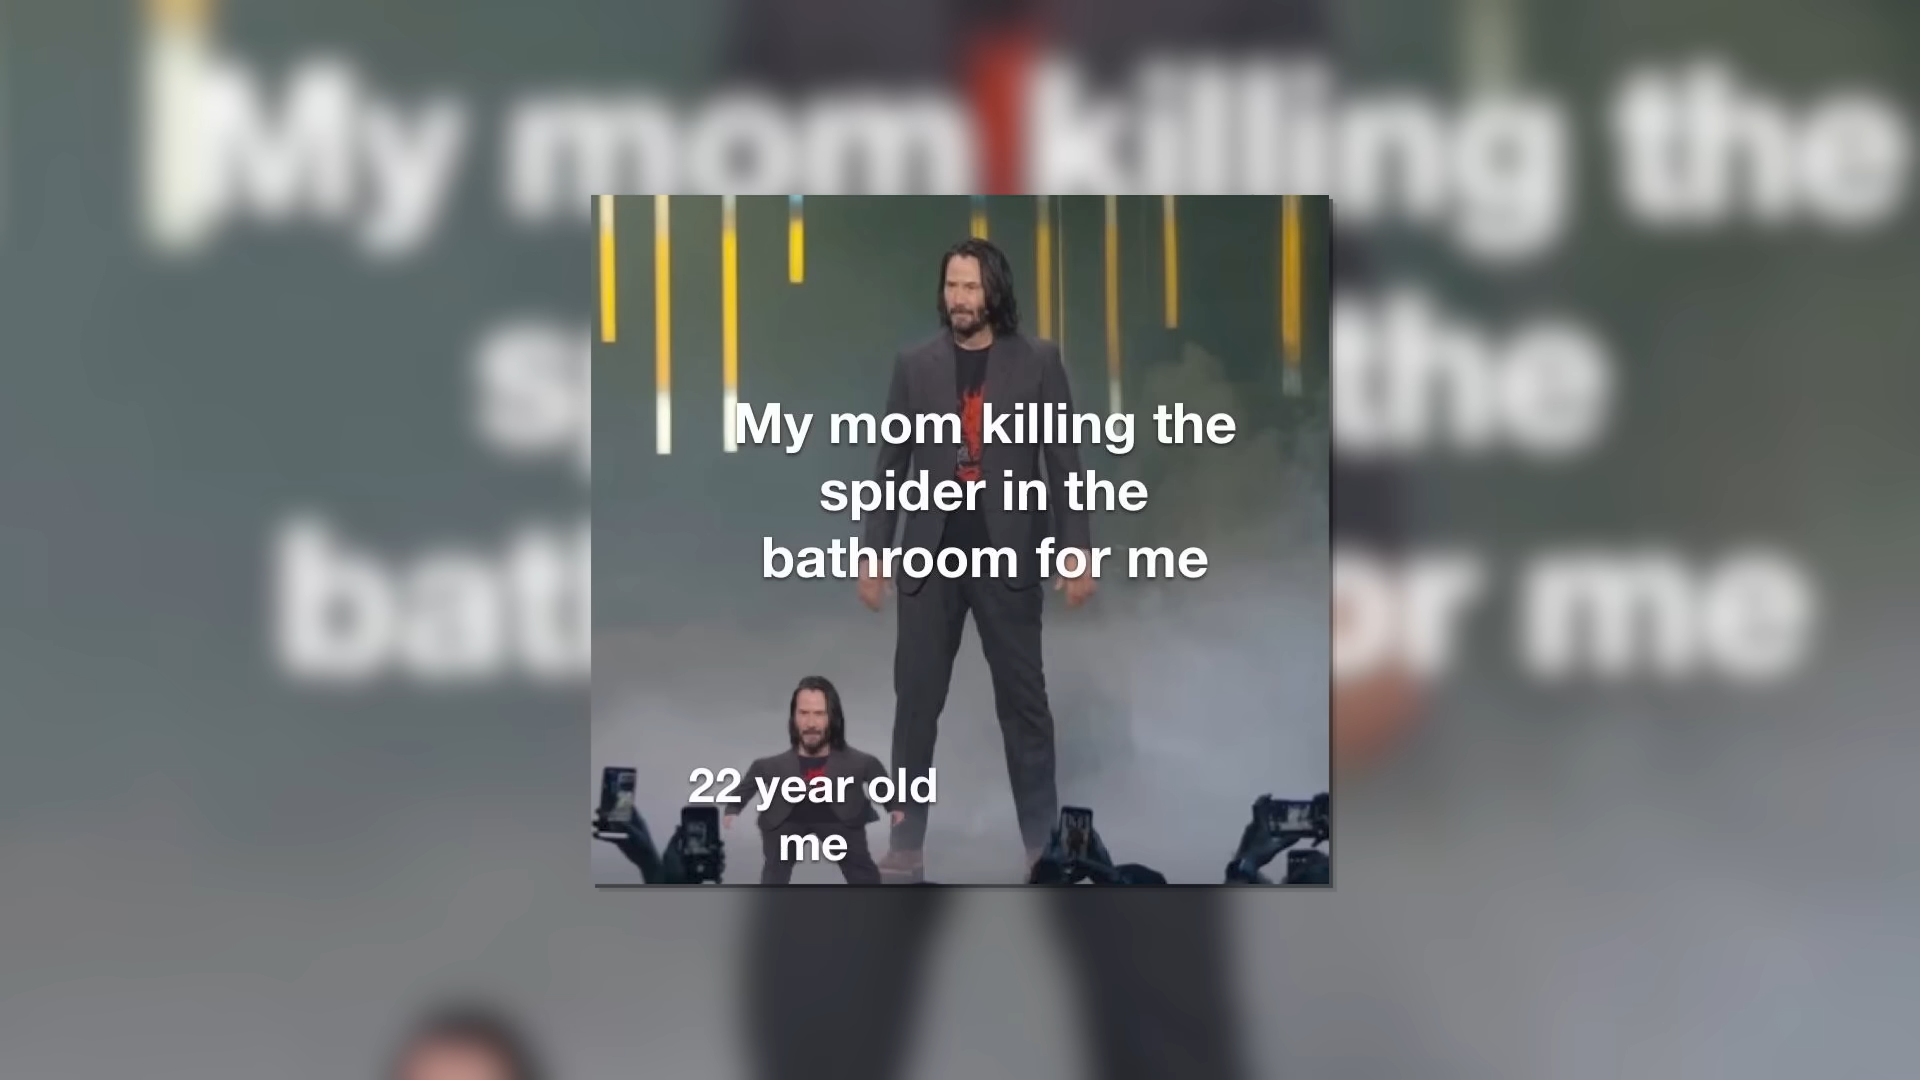 My mom killing the
spider in the
bathroom for me
22 year old
me